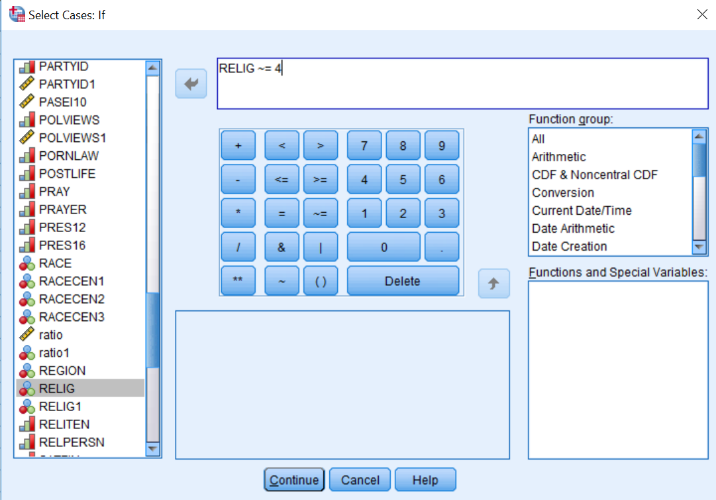 Select Cases: If
PARTYID
PARTYID1
PASEI10
POLVIEWS
POLVIEWS1
PORNLAW
POSTLIFE
PRAY
PRAYER
PRES12
PRES16
RACE
RACECEN1
RACECEN2
RACECEN3
ratio
ratio1
REGION
RELIG
RELIG1
RELITEN
RELPERSN
RELIG ~= 4
+ < > 7 8 9
- <= >= 4 5 6
* = ~= 1 2 3
/ & | 0 .
** ~ ( ) Delete
Function group:
All
Arithmetic
CDF & Noncentral CDF
Conversion
Current Date/Time
Date Arithmetic
Date Creation
Functions and Special Variables:
Continue Cancel Help